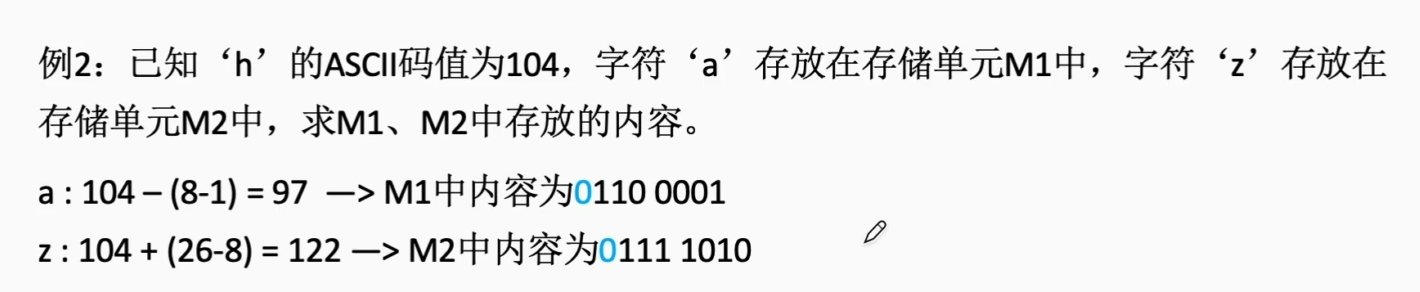 例2：已知‘h’的ASCII码值为104，字符‘a’存放在存储单元M1中，字符‘z’存放在
存储单元M2中，求M1、M2中存放的内容。
a : 104 – (8-1) = 97 —> M1中内容为0110 0001
z : 104 + (26-8) = 122 —> M2中内容为0111 1010